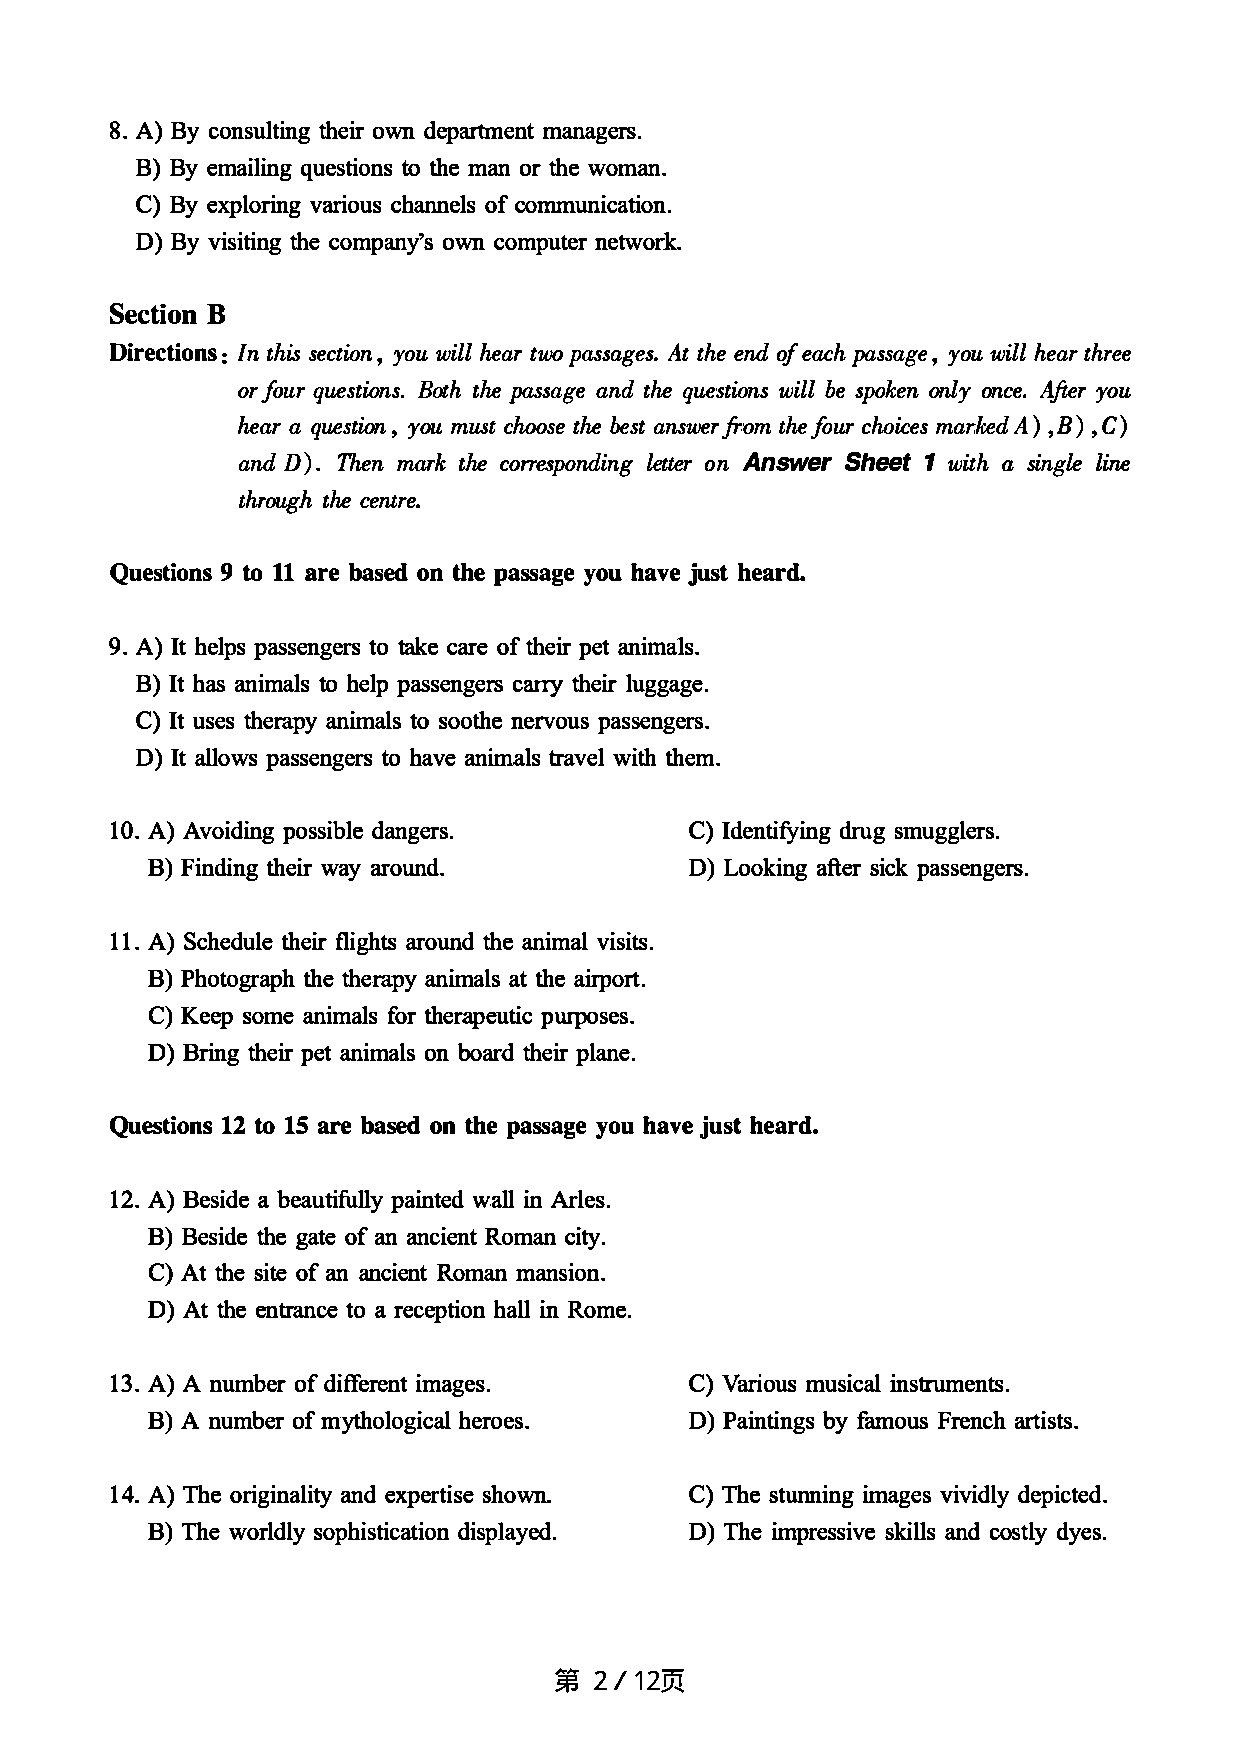 8. A) By consulting their own department managers.
B) By emailing questions to the man or the woman.
C) By exploring various channels of communication.
D) By visiting the company's own computer network.
Section B
Directions: In this section, you will hear two passages. At the end of each passage, you will hear three
or four questions. Both the passage and the questions will be spoken only once. After you
hear a question, you must choose the best answer from the four choices marked A), B), C)
and D). Then mark the corresponding letter on Answer Sheet 1 with a single line
through the centre.
Questions 9 to 11 are based on the passage you have just heard.
9. A) It helps passengers to take care of their pet animals.
B) It has animals to help passengers carry their luggage.
C) It uses therapy animals to soothe nervous passengers.
D) It allows passengers to have animals travel with them.
10. A) Avoiding possible dangers. C) Identifying drug smugglers.
B) Finding their way around. D) Looking after sick passengers.
11. A) Schedule their flights around the animal visits.
B) Photograph the therapy animals at the airport.
C) Keep some animals for therapeutic purposes.
D) Bring their pet animals on board their plane.
Questions 12 to 15 are based on the passage you have just heard.
12. A) Beside a beautifully painted wall in Arles.
B) Beside the gate of an ancient Roman city.
C) At the site of an ancient Roman mansion.
D) At the entrance to a reception hall in Rome.
13. A) A number of different images. C) Various musical instruments.
B) A number of mythological heroes. D) Paintings by famous French artists.
14. A) The originality and expertise shown. C) The stunning images vividly depicted.
B) The worldly sophistication displayed. D) The impressive skills and costly dyes.
第 2 / 12页